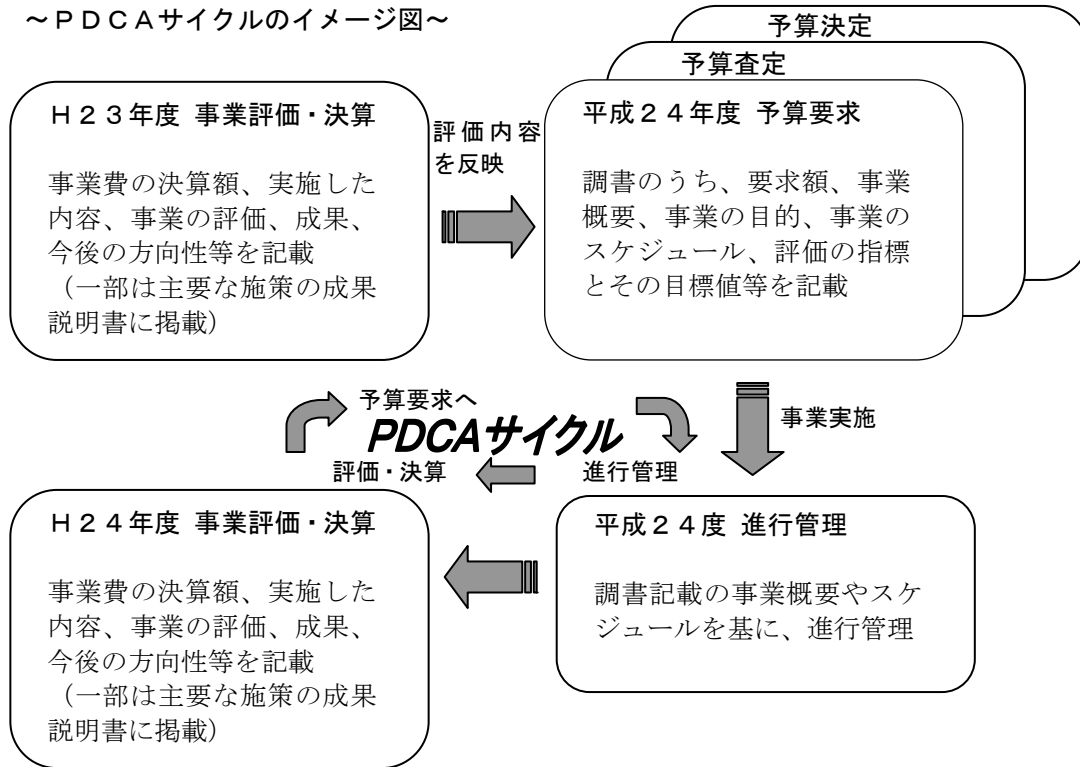 ～ＰＤＣＡサイクルのイメージ図～
予算決定
予算査定
Ｈ２３年度 事業評価・決算
事業費の決算額、実施した
内容、事業の評価、成果、
今後の方向性等を記載
（一部は主要な施策の成果
説明書に掲載）
評価内容
を反映
平成２４年度 予算要求
調書のうち、要求額、事業
概要、事業の目的、事業の
スケジュール、評価の指標
とその目標値等を記載
予算要求へ
PDCAサイクル
評価・決算
進行管理
事業実施
Ｈ２４年度 事業評価・決算
事業費の決算額、実施した
内容、事業の評価、成果、
今後の方向性等を記載
（一部は主要な施策の成果
説明書に掲載）
平成２４度 進行管理
調書記載の事業概要やスケ
ジュールを基に、進行管理